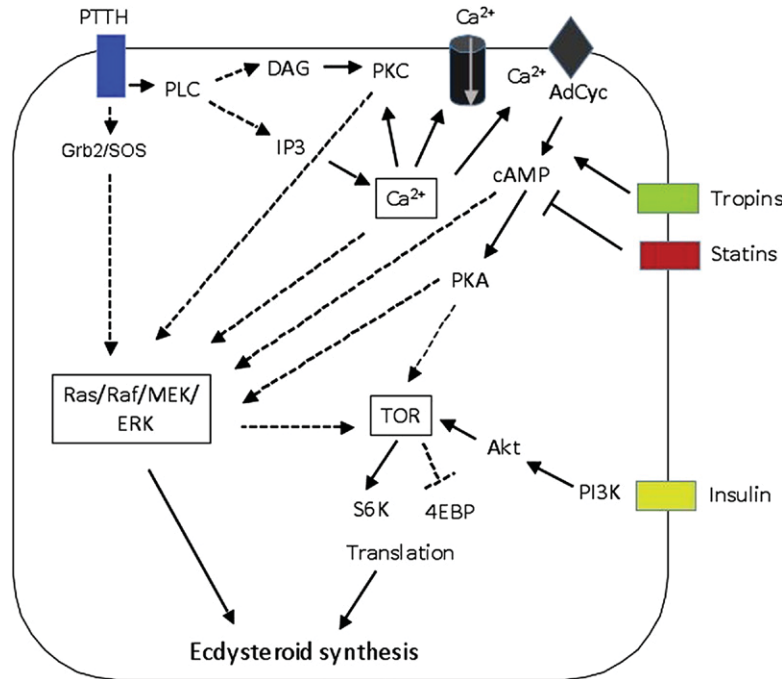 PTTH
Ca²⁺
PLC
DAG
PKC
Ca²⁺
AdCyc
Grb2/SOS
IP3
Ca²⁺
cAMP
Tropins
Statins
PKA
Ras/Raf/MEK/
ERK
TOR
Akt
S6K
4EBP
PI3K
Insulin
Translation
Ecdysteroid synthesis